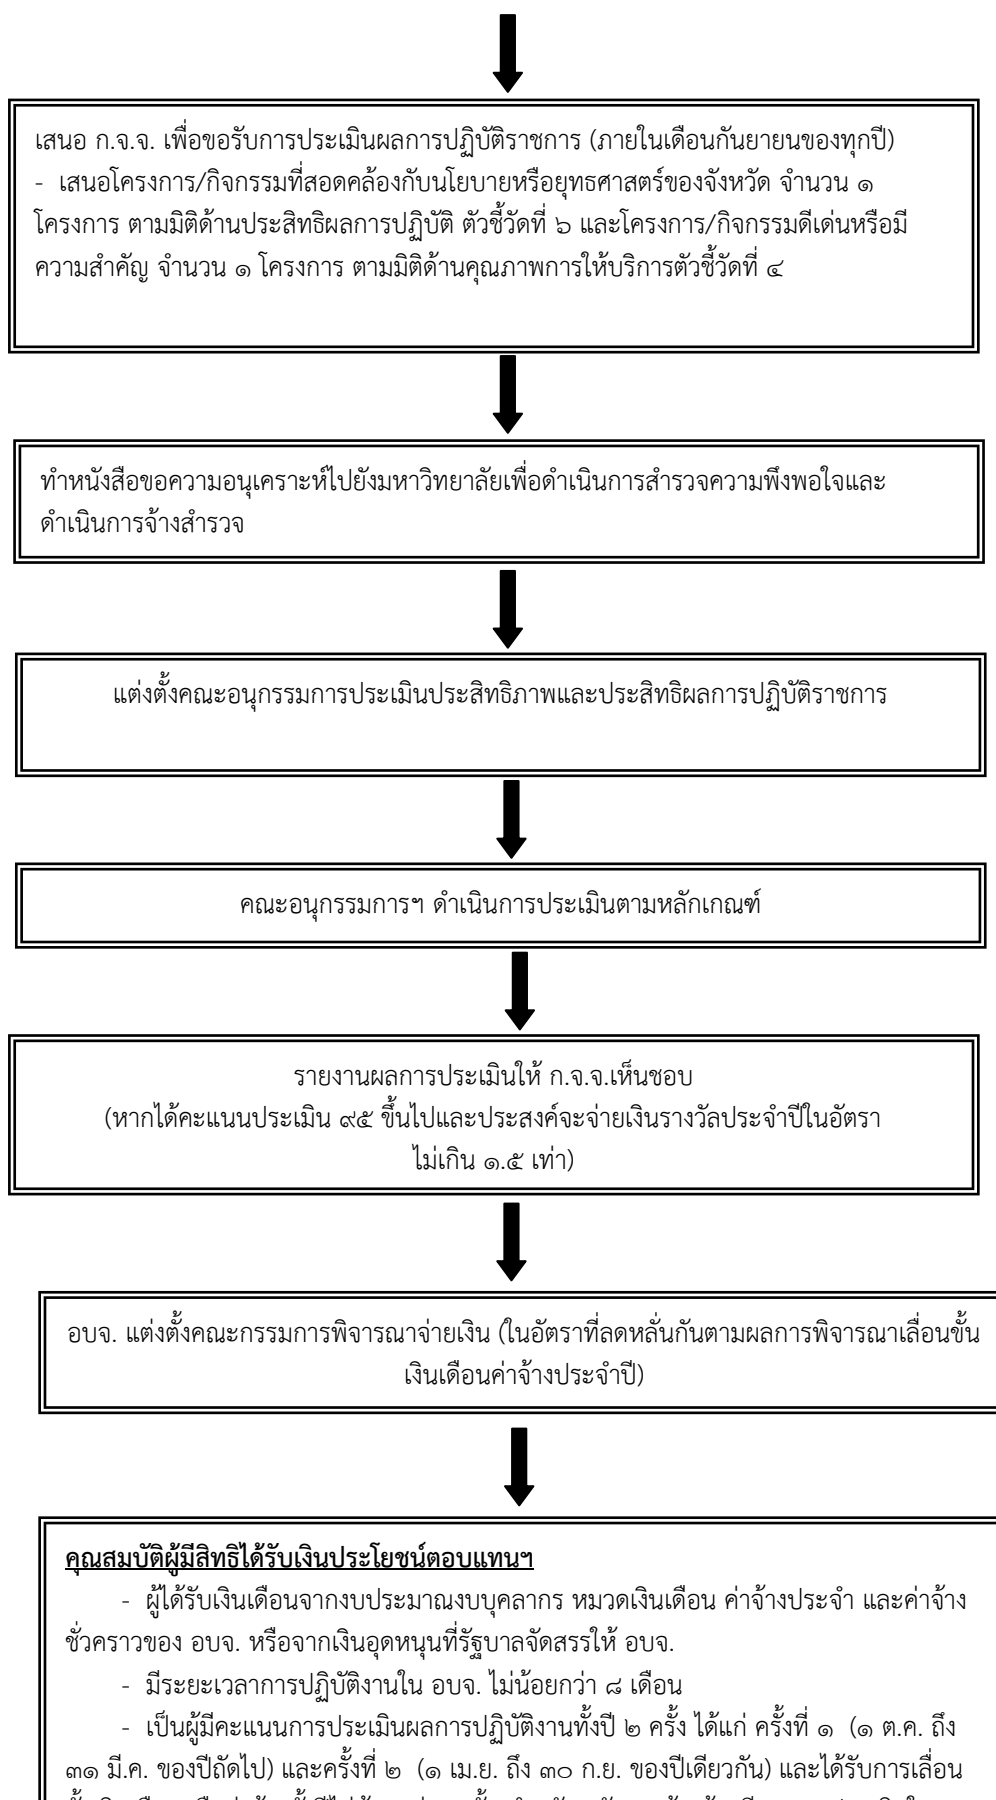 เสนอ ก.จ.จ. เพื่อขอรับการประเมินผลการปฏิบัติราชการ (ภายในเดือนกันยายนของทุกปี)
- เสนอโครงการ/กิจกรรมที่สอดคล้องกับนโยบายหรือยุทธศาสตร์ของจังหวัด จำนวน ๑
โครงการ ตามมิติด้านประสิทธิผลการปฏิบัติ ตัวชี้วัดที่ ๖ และโครงการ/กิจกรรมดีเด่นหรือมี
ความสำคัญ จำนวน ๑ โครงการ ตามมิติด้านคุณภาพการให้บริการตัวชี้วัดที่ ๔
ทำหนังสือขอความอนุเคราะห์ไปยังมหาวิทยาลัยเพื่อดำเนินการสำรวจความพึงพอใจและ
ดำเนินการจ้างสำรวจ
แต่งตั้งคณะอนุกรรมการประเมินประสิทธิภาพและประสิทธิผลการปฏิบัติราชการ
คณะอนุกรรมการฯ ดำเนินการประเมินตามหลักเกณฑ์
รายงานผลการประเมินให้ ก.จ.จ.เห็นชอบ
(หากได้คะแนนประเมิน ๙๕ ขึ้นไปและประสงค์จะจ่ายเงินรางวัลประจำปีในอัตรา
ไม่เกิน ๑.๕ เท่า)
อบจ. แต่งตั้งคณะกรรมการพิจารณาจ่ายเงิน (ในอัตราที่ลดหลั่นกันตามผลการพิจารณาเลื่อนขั้น
เงินเดือนค่าจ้างประจำปี)
คุณสมบัติผู้มีสิทธิได้รับเงินประโยชน์ตอบแทนฯ
- ผู้ได้รับเงินเดือนจากงบประมาณงบบุคลากร หมวดเงินเดือน ค่าจ้างประจำ และค่าจ้าง
ชั่วคราวของ อบจ. หรือจากเงินอุดหนุนที่รัฐบาลจัดสรรให้ อบจ.
- มีระยะเวลาการปฏิบัติงานใน อบจ. ไม่น้อยกว่า ๘ เดือน
- เป็นผู้มีคะแนนการประเมินผลการปฏิบัติงานทั้งปี ๒ ครั้ง ได้แก่ ครั้งที่ ๑ (๑ ต.ค. ถึง
๓๑ มี.ค. ของปีถัดไป) และครั้งที่ ๒ (๑ เม.ย. ถึง ๓๐ ก.ย. ของปีเดียวกัน) และได้รับการเลื่อน